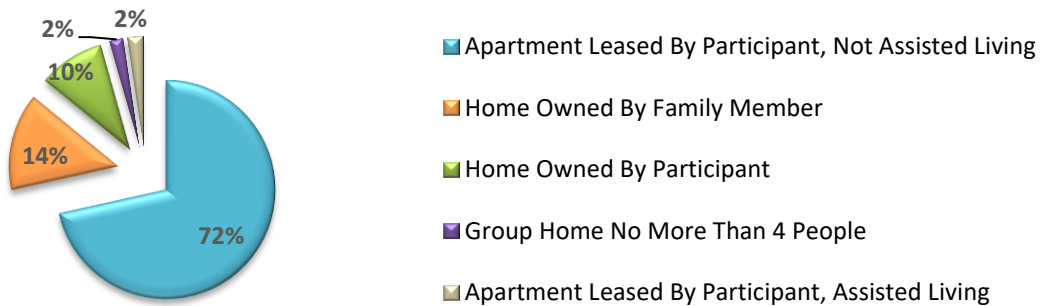 2%
2%
10%
14%
72%
Apartment Leased By Participant, Not Assisted Living
Home Owned By Family Member
Home Owned By Participant
Group Home No More Than 4 People
Apartment Leased By Participant, Assisted Living